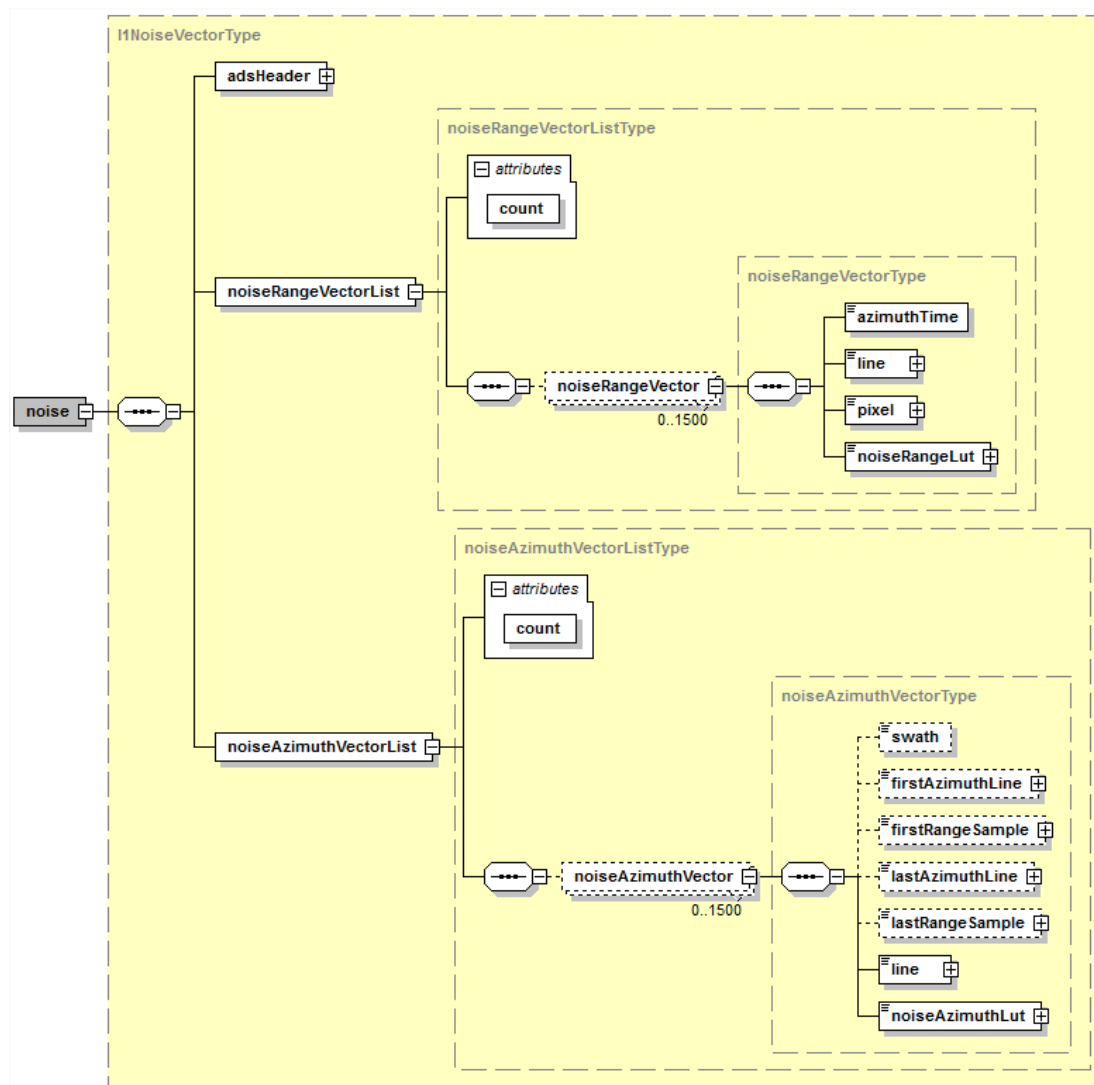 l1NoiseVectorType
adsHeader
noiseRangeVectorListType
attributes
count
noiseRangeVectorType
noiseRangeVectorList
azimuthTime
line
noiseRangeVector
0..1500
pixel
noise
noiseRangeLut
noiseAzimuthVectorListType
attributes
count
noiseAzimuthVectorType
swath
noiseAzimuthVectorList
firstAzimuthLine
firstRangeSample
noiseAzimuthVector
0..1500
lastAzimuthLine
lastRangeSample
line
noiseAzimuthLut